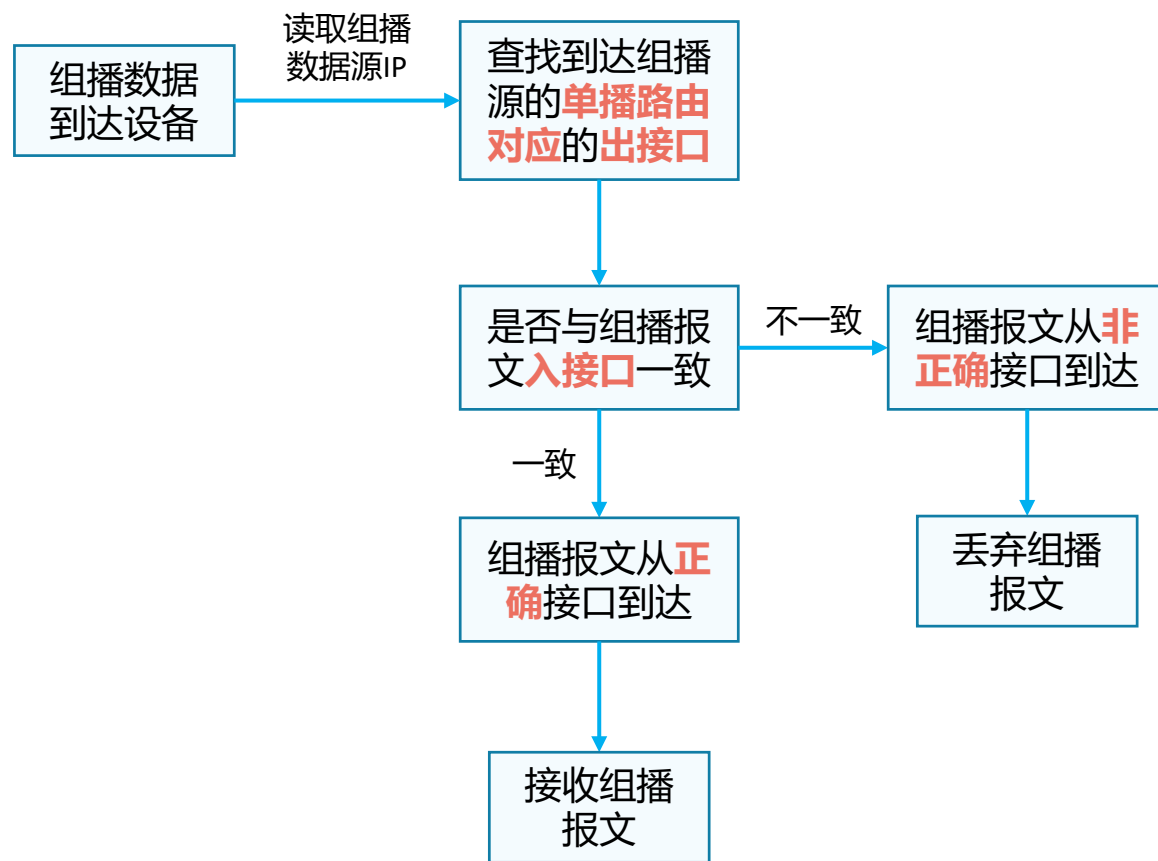 组播数据
到达设备
读取组播
数据源IP
查找到达组播
源的单播路由
对应的出接口
是否与组播报
文入接口一致
不一致
组播报文从非
正确接口到达
一致
组播报文从正
确接口到达
丢弃组播
报文
接收组播
报文